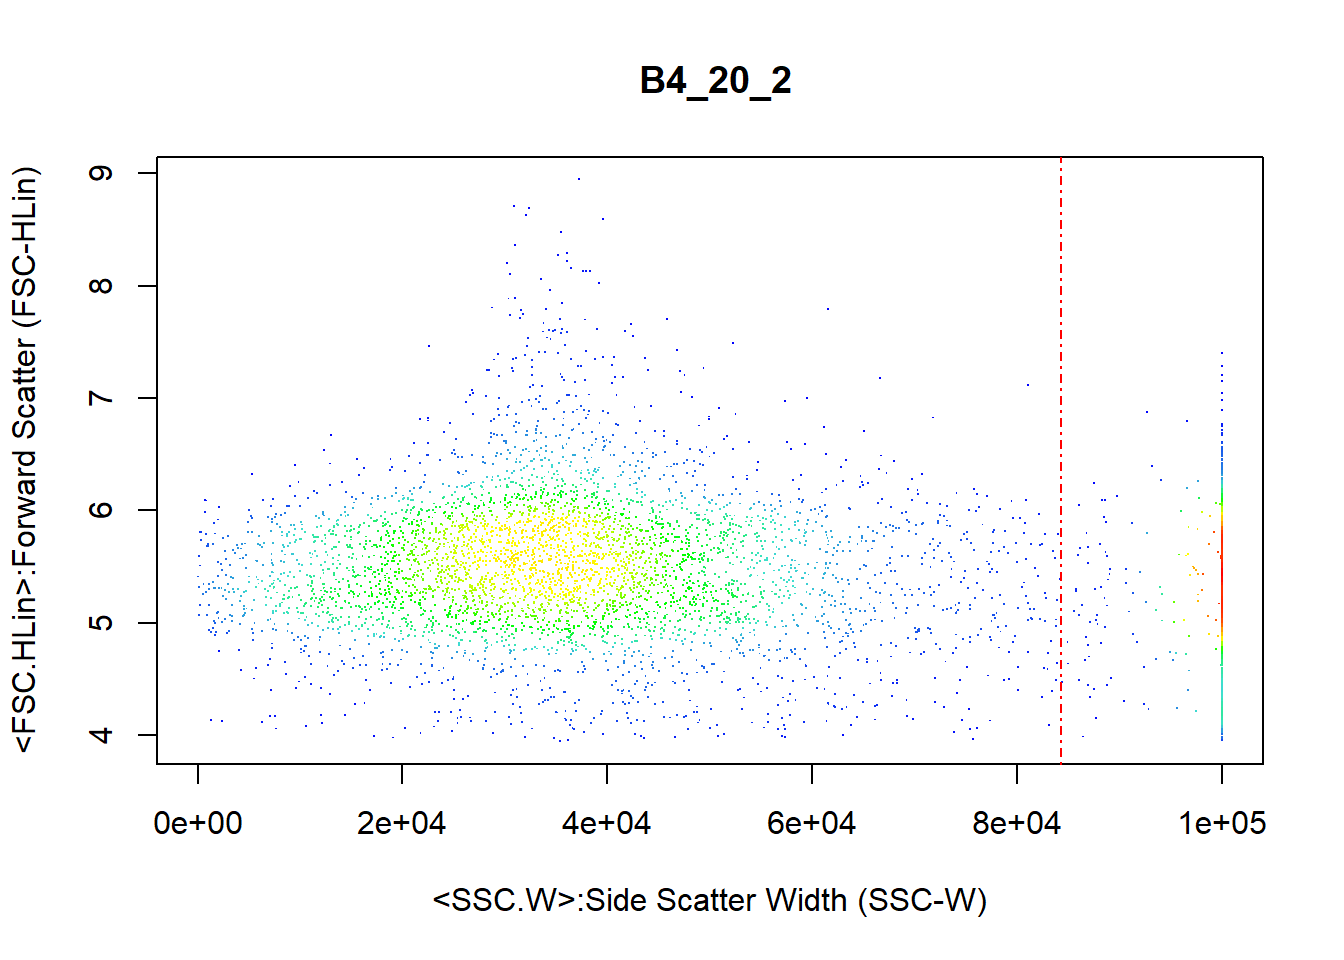 B4_20_2
<FSC.HLin>:Forward Scatter (FSC-HLin)
9
8
7
6
5
4
0e+00 2e+04 4e+04 6e+04 8e+04 1e+05
<SSC.W>:Side Scatter Width (SSC-W)